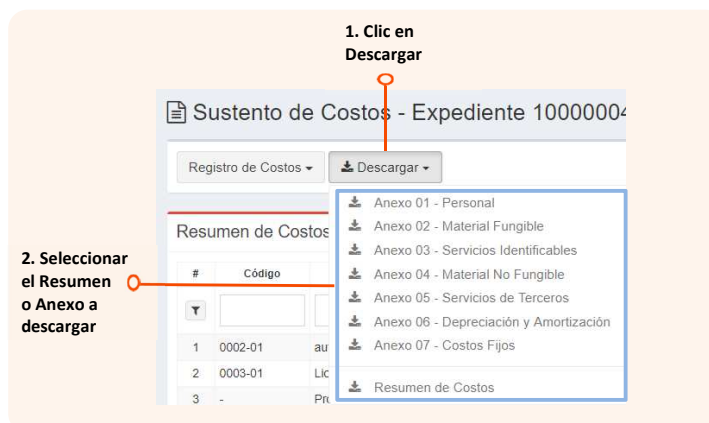 1. Clic en
Descargar
Sustento de Costos - Expediente 10000004
Registro de Costos
Descargar
Anexo 01 - Personal
Anexo 02 - Material Fungible
Anexo 03 - Servicios Identificables
Anexo 04 - Material No Fungible
Anexo 05 - Servicios de Terceros
Anexo 06 - Depreciación y Amortización
Anexo 07 - Costos Fijos
Resumen de Costos
Resumen de Costos
2. Seleccionar
el Resumen
o Anexo a
descargar
# Código
1 0002-01 au
2 0003-01 Lic
3 - Pro